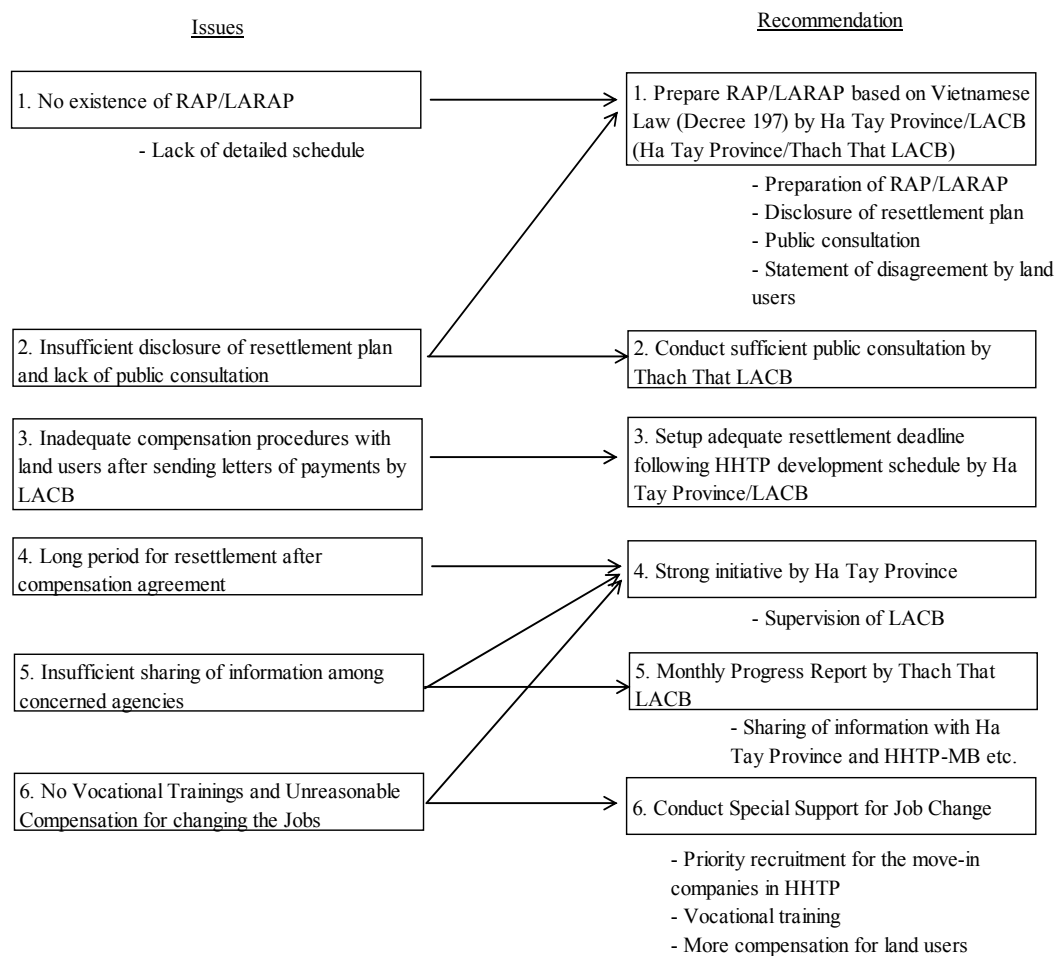 Issues
Recommendation
1. No existence of RAP/LARAP
- Lack of detailed schedule
1. Prepare RAP/LARAP based on Vietnamese
Law (Decree 197) by Ha Tay Province/LACB
(Ha Tay Province/Thach That LACB)
- Preparation of RAP/LARAP
- Disclosure of resettlement plan
- Public consultation
- Statement of disagreement by land
users
2. Insufficient disclosure of resettlement plan
and lack of public consultation
2. Conduct sufficient public consultation by
Thach That LACB
3. Inadequate compensation procedures with
land users after sending letters of payments by
LACB
3. Setup adequate resettlement deadline
following HHTP development schedule by Ha
Tay Province/LACB
4. Long period for resettlement after
compensation agreement
4. Strong initiative by Ha Tay Province
- Supervision of LACB
5. Insufficient sharing of information among
concerned agencies
5. Monthly Progress Report by Thach That
LACB
- Sharing of information with Ha
Tay Province and HHTP-MB etc.
6. No Vocational Trainings and Unreasonable
Compensation for changing the Jobs
6. Conduct Special Support for Job Change
- Priority recruitment for the move-in
companies in HHTP
- Vocational training
- More compensation for land users